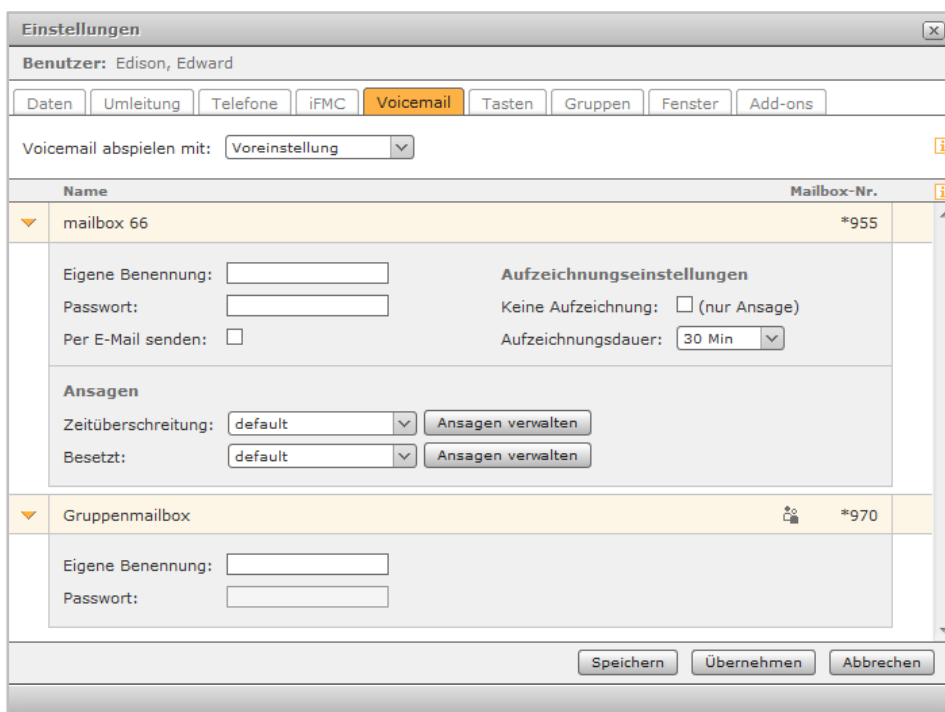 Einstellungen
Benutzer: Edison, Edward
Daten Umleitung Telefone iFMC Voicemail Tasten Gruppen Fenster Add-ons
Voicemail abspielen mit: Voreinstellung
Name Mailbox-Nr.
mailbox 66 *955
Eigene Benennung: Aufzeichnungseinstellungen
Passwort: Keine Aufzeichnung: (nur Ansage)
Per E-Mail senden: Aufzeichnungsdauer: 30 Min
Ansagen
Zeitüberschreitung: default Ansagen verwalten
Besetzt: default Ansagen verwalten
Gruppenmailbox *970
Eigene Benennung:
Passwort:
Speichern Übernehmen Abbrechen